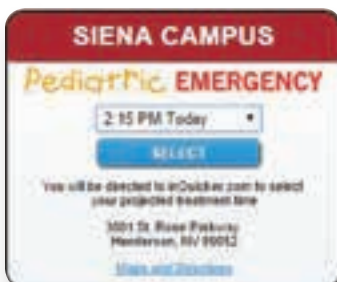 SIENA CAMPUS
Pediatric EMERGENCY
2:15 PM Today
SELECT
You will be directed to InQuicker.com to select
your projected treatment time
3001 St. Rose Parkway
Henderson, NV 89052
Maps and Directions